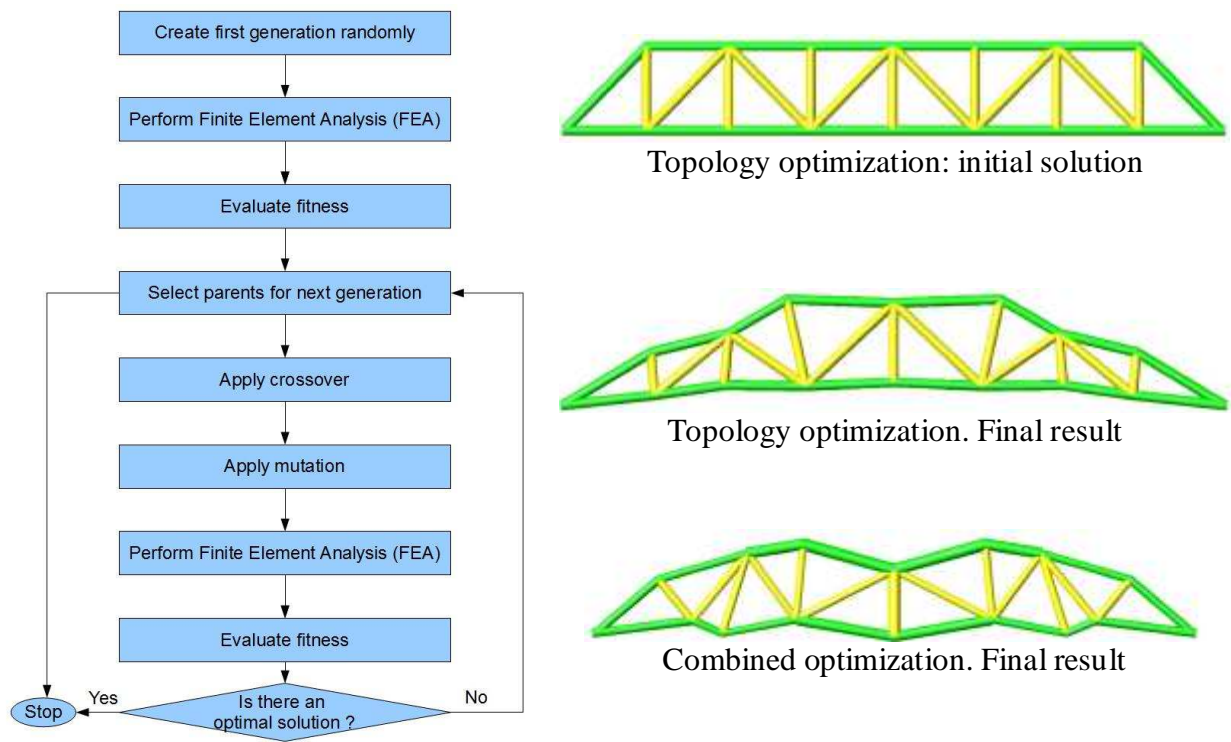 Create first generation randomly
Perform Finite Element Analysis (FEA)
Evaluate fitness
Select parents for next generation
Apply crossover
Apply mutation
Perform Finite Element Analysis (FEA)
Evaluate fitness
Is there an
optimal solution ?
Yes
No
Stop
Topology optimization: initial solution
Topology optimization. Final result
Combined optimization. Final result